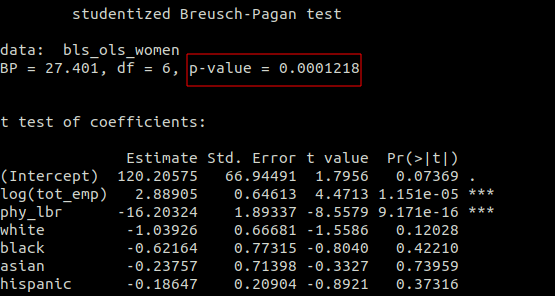 studentized Breusch-Pagan test
data:  bls_ols_women
BP = 27.401, df = 6, p-value = 0.0001218
t test of coefficients:
Estimate Std. Error t value  Pr(>|t|)
(Intercept)  120.20575   66.94491  1.7956   0.07369 .
log(tot_emp)   2.88905    0.64613  4.4713 1.151e-05 ***
phy_lbr      -16.20324    1.89337 -8.5579 9.171e-16 ***
white         -1.03926    0.66681 -1.5586   0.12028
black         -0.62164    0.77315 -0.8040   0.42210
asian         -0.23757    0.71398 -0.3327   0.73959
hispanic      -0.18647    0.20904 -0.8921   0.37316